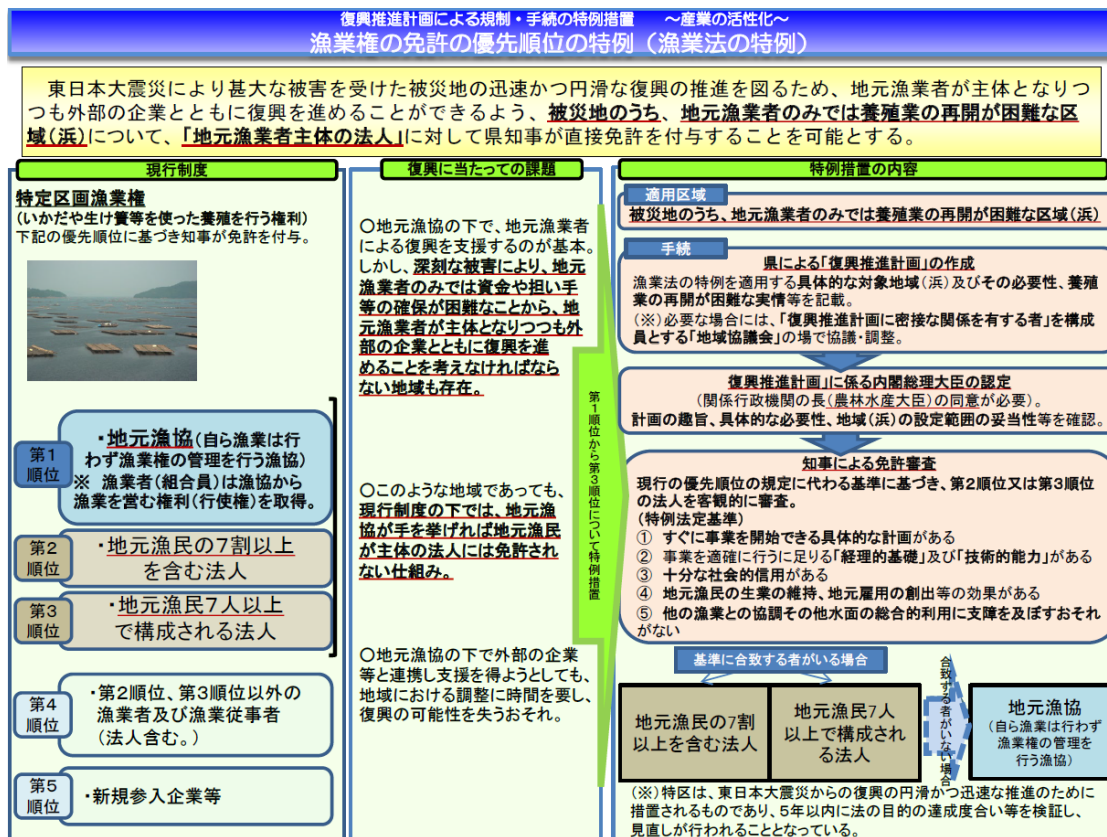 復興推進計画による規制・手続の特例措置　～産業の活性化～
漁業権の免許の優先順位の特例（漁業法の特例）
東日本大震災により甚大な被害を受けた被災地の迅速かつ円滑な復興の推進を図るため、地元漁業者が主体となりつ
つも外部の企業とともに復興を進めることができるよう、被災地のうち、地元漁業者のみでは養殖業の再開が困難な区
域（浜）について、「地元漁業者主体の法人」に対して県知事が直接免許を付与することを可能とする。
現行制度
特定区画漁業権
（いかだや生け簀等を使った養殖を行う権利）
下記の優先順位に基づき知事が免許を付与。
第1
順位
・地元漁協（自ら漁業は行
わず漁業権の管理を行う漁協）
※ 漁業者（組合員）は漁協から
漁業を営む権利（行使権）を取得。
第2
順位
・地元漁民の7割以上
を含む法人
第3
順位
・地元漁民7人以上
で構成される法人
第4
順位
・第2順位、第3順位以外の
漁業者及び漁業従事者
（法人含む。）
第5
順位
・新規参入企業等
復興に当たっての課題
○地元漁協の下で、地元漁業者
による復興を支援するのが基本。
しかし、深刻な被害により、地元
漁業者のみでは資金や担い手
等の確保が困難なことから、地
元漁業者が主体となりつつも外
部の企業とともに復興を進
めることを考えなければなら
ない地域も存在。
○このような地域であっても、
現行制度の下では、地元漁
協が手を挙げれば地元漁民
が主体の法人には免許され
ない仕組み。
○地元漁協の下で外部の企業
等と連携し支援を得ようとしても、
地域における調整に時間を要し、
復興の可能性を失うおそれ。
第1順位から第3順位について特例措置
特例措置の内容
適用区域
被災地のうち、地元漁業者のみでは養殖業の再開が困難な区域（浜）
手続
県による「復興推進計画」の作成
漁業法の特例を適用する具体的な対象地域（浜）及びその必要性、養殖
業の再開が困難な実情等を記載。
（※）必要な場合には、「復興推進計画に密接な関係を有する者」を構成
員とする「地域協議会」の場で協議・調整。
復興推進計画」に係る内閣総理大臣の認定
（関係行政機関の長（農林水産大臣）の同意が必要）。
計画の趣旨、具体的な必要性、地域（浜）の設定範囲の妥当性等を確認。
知事による免許審査
現行の優先順位の規定に代わる基準に基づき、第2順位又は第3順位
の法人を客観的に審査。
（特例法定基準）
① すぐに事業を開始できる具体的な計画がある
② 事業を適確に行うに足りる「経理的基礎」及び「技術的能力」がある
③ 十分な社会的信用がある
④ 地元漁民の生業の維持、地元雇用の創出等の効果がある
⑤ 他の漁業との協調その他水面の総合的利用に支障を及ぼすおそれ
がない
基準に合致する者がいる場合
地元漁民の7割
以上を含む法人
地元漁民7人
以上で構成され
る法人
合致する者がいない場合
地元漁協
（自ら漁業は行わず
漁業権の管理を
行う漁協）
（※）特区は、東日本大震災からの復興の円滑かつ迅速な推進のために
措置されるものであり、5年以内に法の目的の達成度合い等を検証し、
見直しが行われることとなっている。